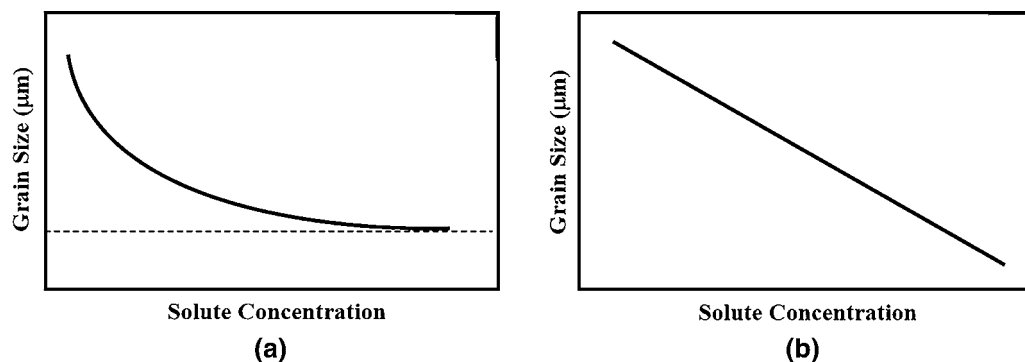 Grain Size (μm)
Solute Concentration
(a)
Grain Size (μm)
Solute Concentration
(b)